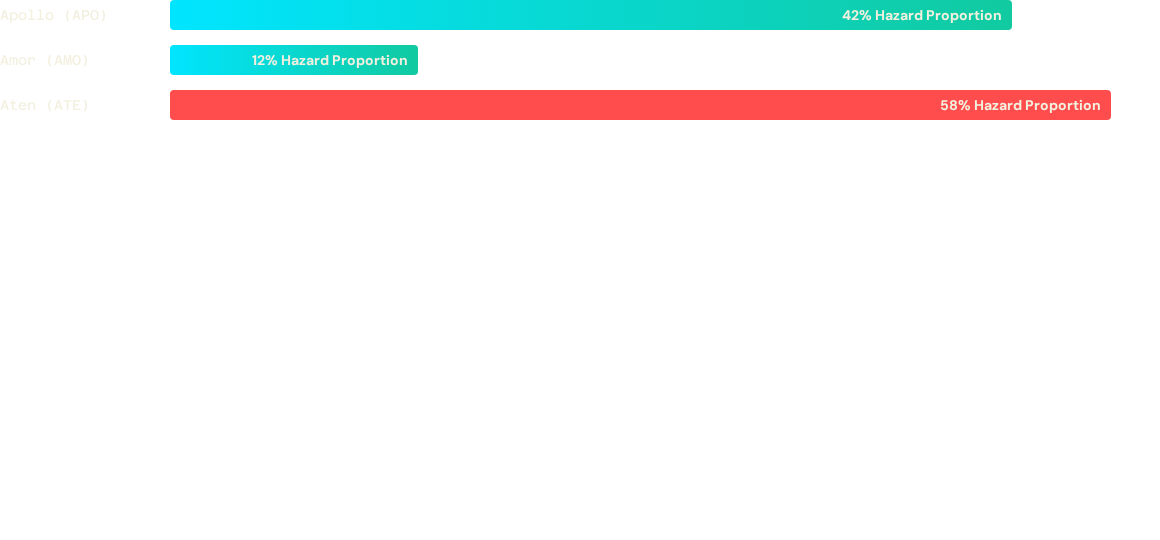 Apollo (APO) 42% Hazard Proportion
Amor (AMO) 12% Hazard Proportion
Aten (ATE) 58% Hazard Proportion